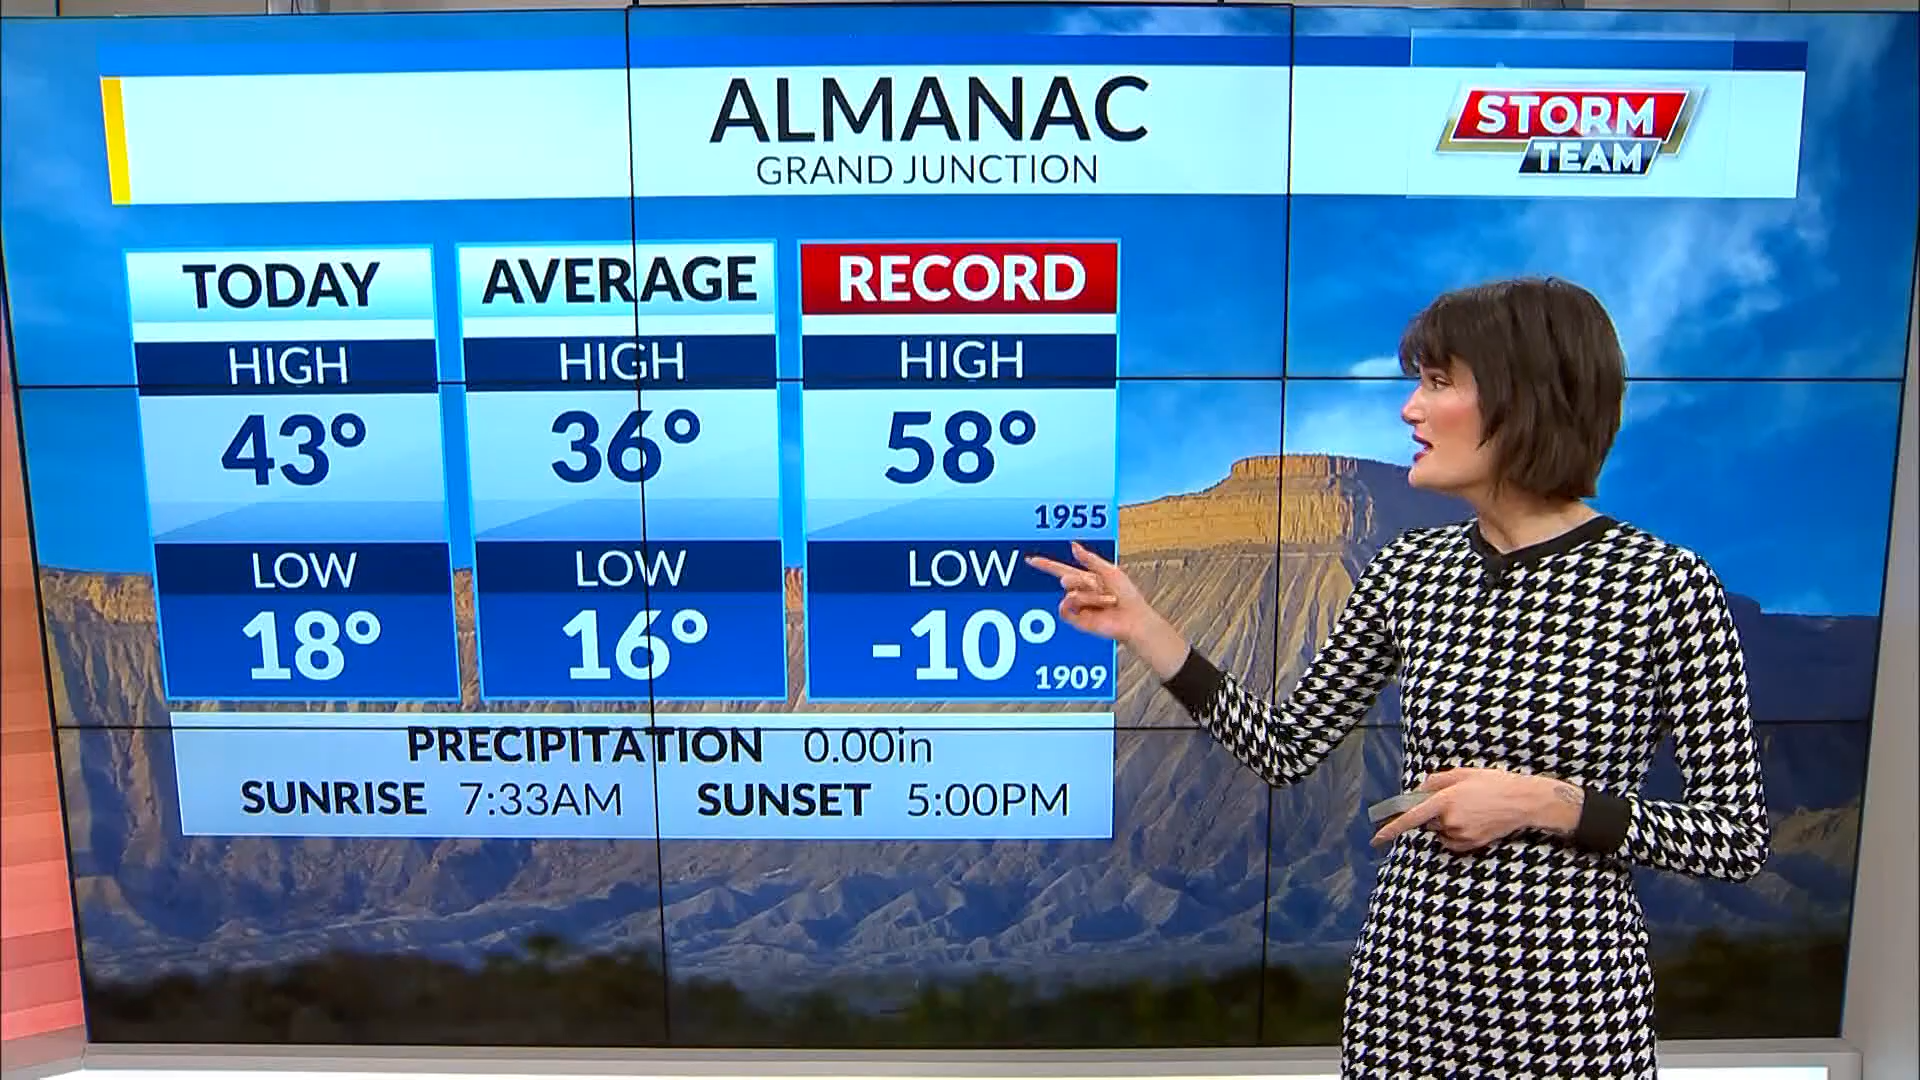 ALMANAC
GRAND JUNCTION
STORM
TEAM
TODAY
HIGH
43°
LOW
18°
AVERAGE
HIGH
36°
LOW
16°
RECORD
HIGH
58°
1955
LOW
-10°
1909
PRECIPITATION 0.00in
SUNRISE 7:33AM SUNSET 5:00PM